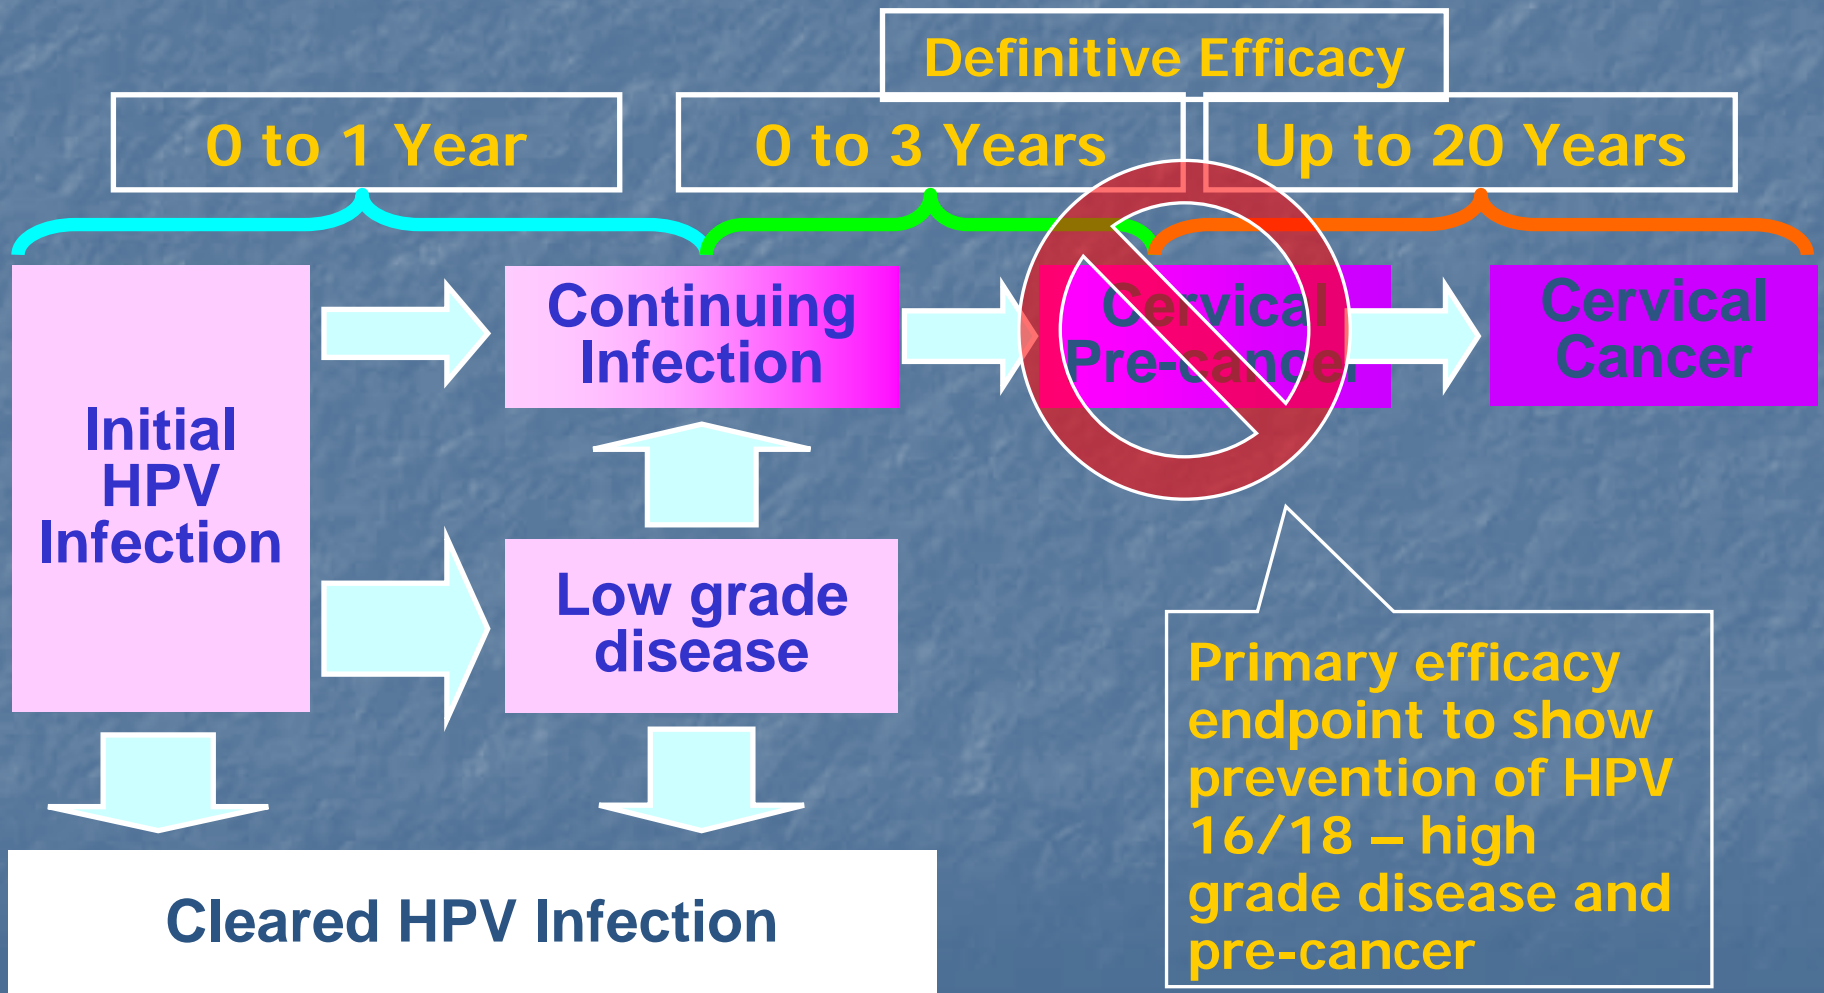 Definitive Efficacy
0 to 1 Year
0 to 3 Years
Up to 20 Years
Initial
HPV
Infection
Continuing
Infection
Cervical
Pre-cancer
Cervical
Cancer
Low grade
disease
Cleared HPV Infection
Primary efficacy
endpoint to show
prevention of HPV
16/18 – high
grade disease and
pre-cancer